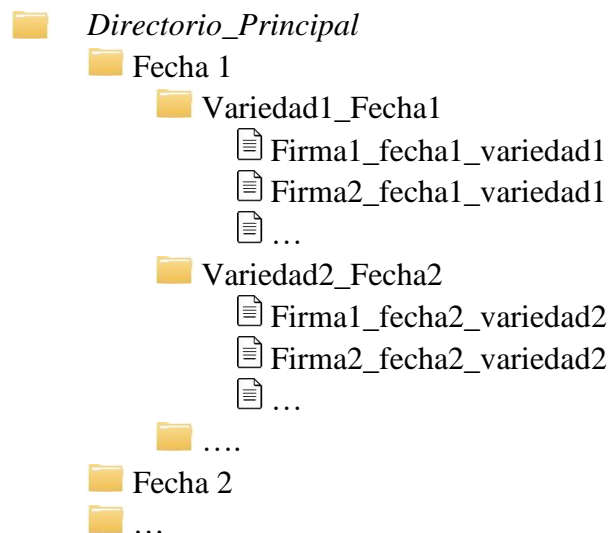 Directorio_Principal
Fecha 1
Variedad1_Fecha1
Firma1_fecha1_variedad1
Firma2_fecha1_variedad1
…
Variedad2_Fecha2
Firma1_fecha2_variedad2
Firma2_fecha2_variedad2
…
….
Fecha 2
…